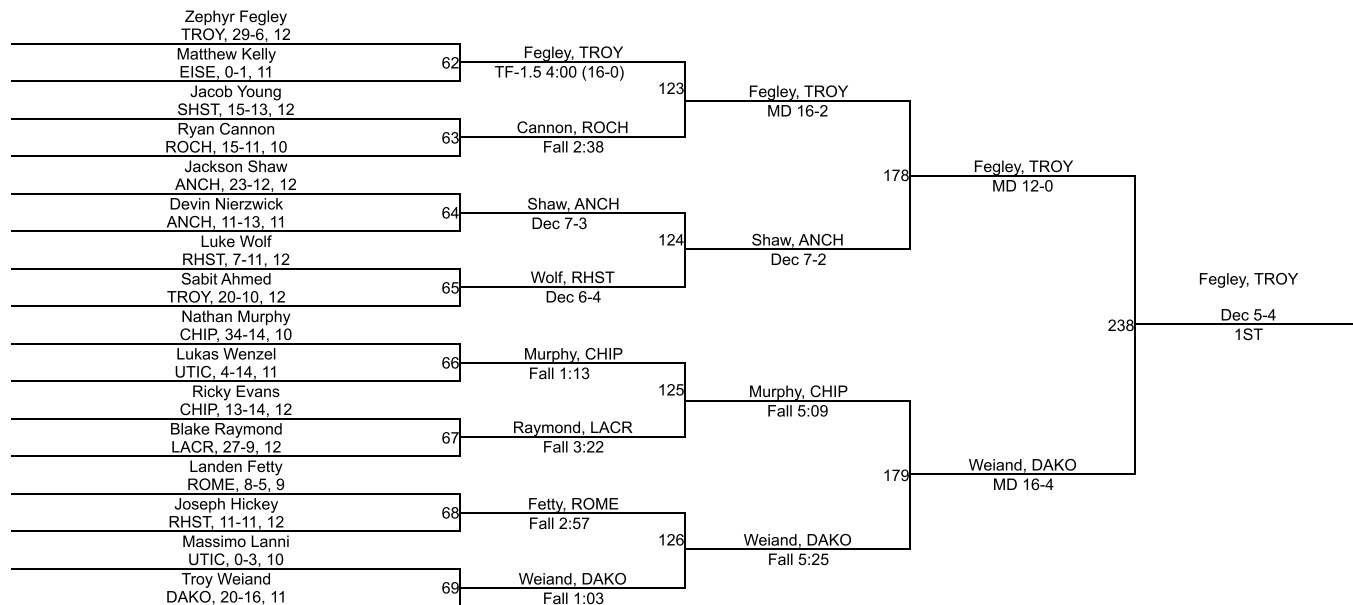 Zephyr Fegley
TROY, 29-6, 12
Matthew Kelly
EISE, 0-1, 11
Jacob Young
SHST, 15-13, 12
Ryan Cannon
ROCH, 15-11, 10
Jackson Shaw
ANCH, 23-12, 12
Devin Nierzwick
ANCH, 11-13, 11
Luke Wolf
RHST, 7-11, 12
Sabit Ahmed
TROY, 20-10, 12
Nathan Murphy
CHIP, 34-14, 10
Lukas Wenzel
UTIC, 4-14, 11
Ricky Evans
CHIP, 13-14, 12
Blake Raymond
LACR, 27-9, 12
Landen Fetty
ROME, 8-5, 9
Joseph Hickey
RHST, 11-11, 12
Massimo Lanni
UTIC, 0-3, 10
Troy Weiand
DAKO, 20-16, 11
62
63
64
65
66
67
68
69
Fegley, TROY
TF-1.5 4:00 (16-0)
Cannon, ROCH
Fall 2:38
Shaw, ANCH
Dec 7-3
Wolf, RHST
Dec 6-4
Murphy, CHIP
Fall 1:13
Raymond, LACR
Fall 3:22
Fetty, ROME
Fall 2:57
Weiand, DAKO
Fall 1:03
123
124
125
126
Fegley, TROY
MD 16-2
Shaw, ANCH
Dec 7-2
Murphy, CHIP
Fall 5:09
Weiand, DAKO
Fall 5:25
178
179
Fegley, TROY
MD 12-0
Weiand, DAKO
MD 16-4
238
Fegley, TROY
Dec 5-4
1ST